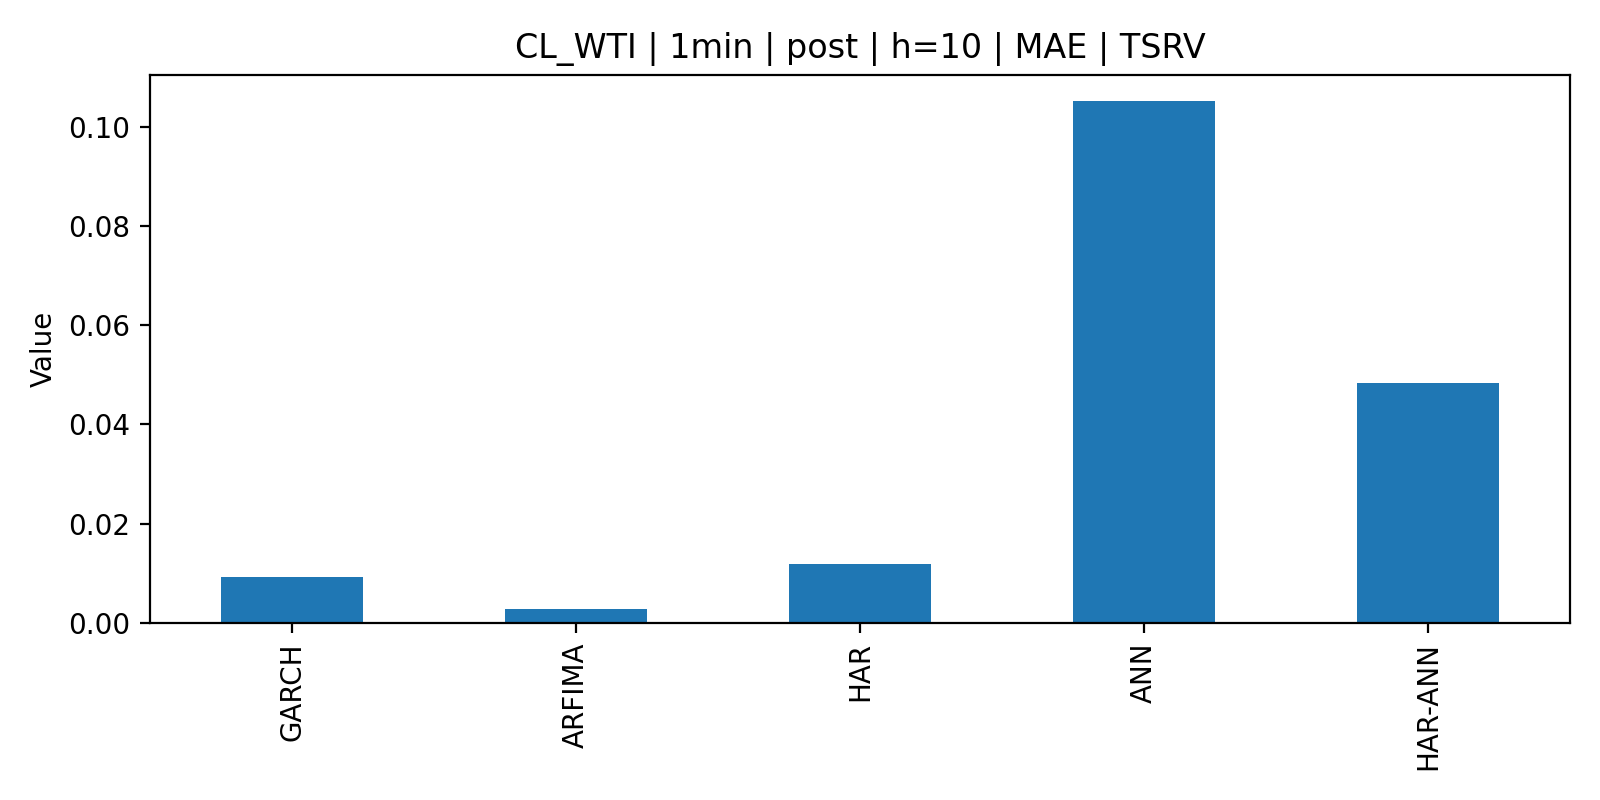 CL_WTI | 1min | post | h=10 | MAE | TSRV
Value
0.10
0.08
0.06
0.04
0.02
0.00
GARCH
ARFIMA
HAR
ANN
HAR-ANN